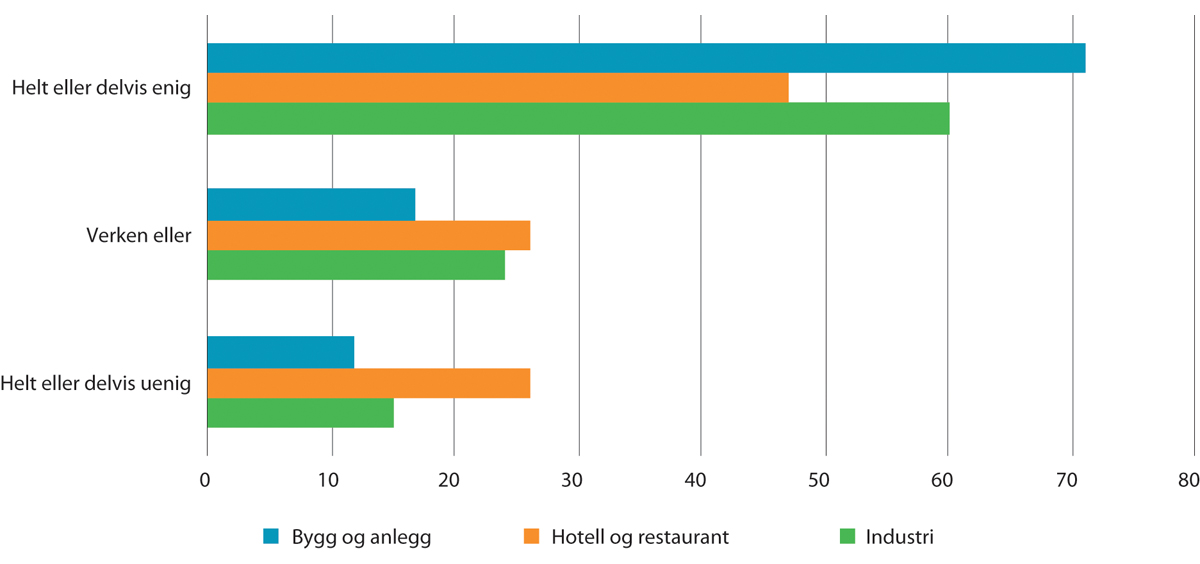 Helt eller delvis enig
Verken eller
Helt eller delvis uenig
0 10 20 30 40 50 60 70 80
Bygg og anlegg Hotell og restaurant Industri